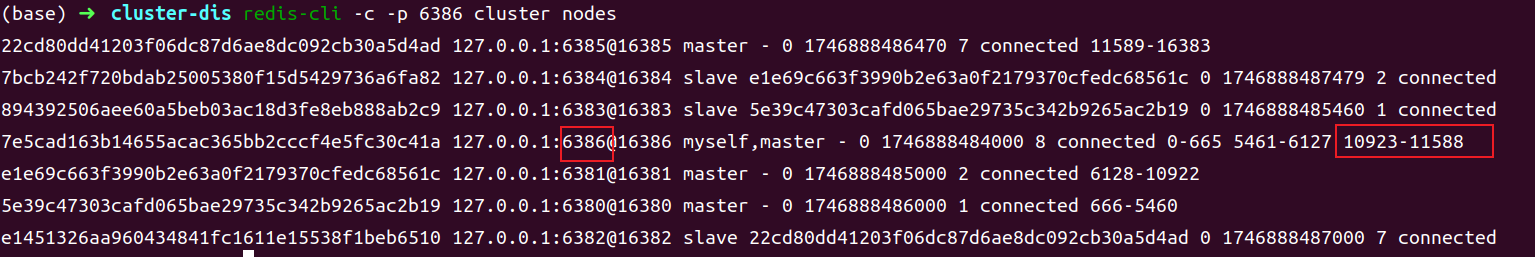 (base) ➜ cluster-dis redis-cli -c -p 6386 cluster nodes
22cd80dd41203f06dc87d6ae8dc092cb30a5d4ad 127.0.0.1:6385@16385 master - 0 1746888486470 7 connected 11589-16383
7bcb242f720bdab25005380f15d5429736a6fa82 127.0.0.1:6384@16384 slave e1e69c663f3990b2e63a0f2179370cfedc68561c 0 1746888487479 2 connected
894392506aee60a5beb03ac18d3fe8eb888ab2c9 127.0.0.1:6383@16383 slave 5e39c47303cafd065bae29735c342b9265ac2b19 0 1746888485460 1 connected
7e5cad163b14655acac365bb2cccf4e5fc30c41a 127.0.0.1:6386@16386 myself,master - 0 1746888484000 8 connected 0-665 5461-6127 10923-11588
e1e69c663f3990b2e63a0f2179370cfedc68561c 127.0.0.1:6381@16381 master - 0 1746888485000 2 connected 6128-10922
5e39c47303cafd065bae29735c342b9265ac2b19 127.0.0.1:6380@16380 master - 0 1746888486000 1 connected 666-5460
e1451326aa960434841fc1611e15538f1beb6510 127.0.0.1:6382@16382 slave 22cd80dd41203f06dc87d6ae8dc092cb30a5d4ad 0 1746888487000 7 connected